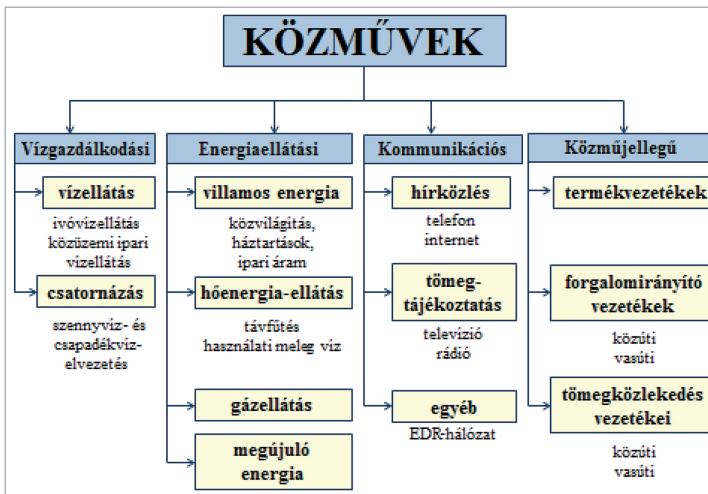 KÖZMŰVEK
Vízgazdálkodási
vízellátás
ivóvízellátás
közüzemi ipari
vízellátás
csatornázás
szennyvíz- és
csapadékvíz-
elvezetés
Energiaellátási
villamos energia
közvilágítás,
háztartások,
ipari áram
hőenergia-ellátás
távfűtés
használati meleg víz
gázellátás
megújuló
energia
Kommunikációs
hírközlés
telefon
internet
tömeg-
tájékoztatás
televízió
rádió
egyéb
EDR-hálózat
Közműjellegű
termékvezetékek
forgalomirányító
vezetékek
közúti
vasúti
tömegközlekedés
vezetékei
közúti
vasúti